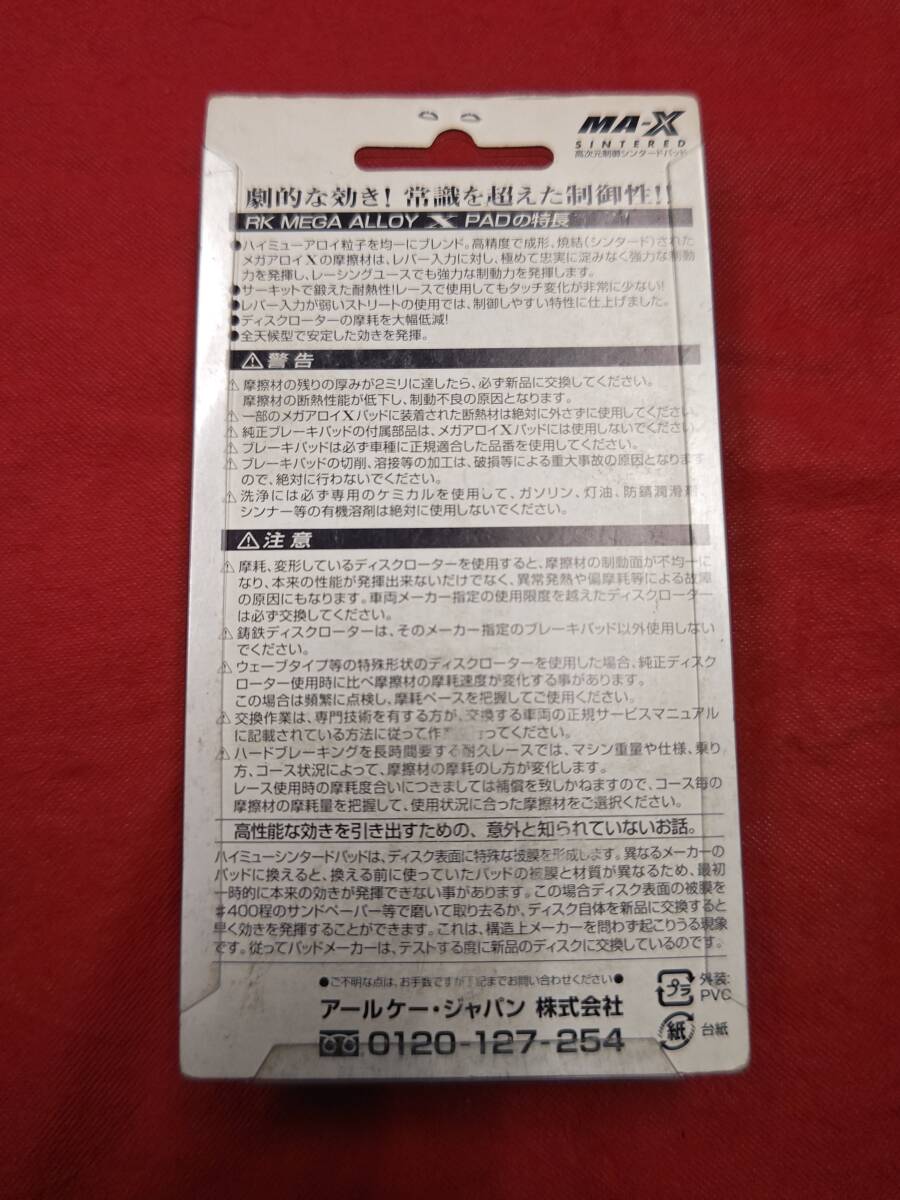 MA-X
SINTERED
高次元制御シンタードパッド
劇的な効き! 常識を超えた制御性!!
RK MEGA ALLOY X PADの特長
●ハイミューアロイ粒子を均一にブレンド。高精度で成形、焼結(シンタード)された
メガアロイXの摩擦材は、レバー入力に対し、極めて忠実に淀みなく強力な制動
力を発揮し、レーシングユースでも強力な制動力を発揮します。
●サーキットで鍛えた耐熱性!レースで使用してもタッチ変化が非常に少ない!
●レバー入力が弱いストリートの使用では、制御しやすい特性に仕上げました。
●ディスクローターの摩耗を大幅低減!
●全天候型で安定した効きを発揮。
⚠警告
⚠摩擦材の残りの厚みが2ミリに達したら、必ず新品に交換してください。
摩擦材の断熱性能が低下し、制動不良の原因となります。
⚠一部のメガアロイXパッドに装着された断熱材は絶対に外さずに使用してください。
⚠純正ブレーキパッドの付属部品は、メガアロイXパッドには使用しないでください。
⚠ブレーキパッドは必ず車種に正規適合した品番を使用してください。
⚠ブレーキパッドの切削、溶接等の加工は、破損等による重大事故の原因となります
ので、絶対に行わないでください。
⚠洗浄には必ず専用のケミカルを使用して、ガソリン、灯油、防錆潤滑剤、
シンナー等の有機溶剤は絶対に使用しないでください。
⚠注意
⚠摩耗、変形しているディスクローターを使用すると、摩擦材の制動面が不均一に
なり、本来の性能が発揮出来ないだけでなく、異常発熱や偏摩耗等による故障
の原因にもなります。車両メーカー指定の使用限度を越えたディスクローター
は必ず交換してください。
⚠鋳鉄ディスクローターは、そのメーカー指定のブレーキパッド以外使用しない
でください。
⚠ウェーブタイプ等の特殊形状のディスクローターを使用した場合、純正ディスク
ローター使用時に比べ摩擦材の摩耗速度が変化する事があります。
この場合は頻繁に点検し、摩耗ペースを把握してご使用ください。
⚠交換作業は、専門技術を有する方が、交換する車両の正規サービスマニュアル
に記載されている方法に従って作 ってください。
⚠ハードブレーキングを長時間要する耐久レースでは、マシン重量や仕様、乗り
方、コース状況によって、摩擦材の摩耗のし方が変化します。
レース使用時の摩耗度合いにつきましては補償を致しかねますので、コース毎の
摩擦材の摩耗量を把握して、使用状況に合った摩擦材をご選択ください。
高性能な効きを引き出すための、意外と知られていないお話。
ハイミューシンタードパッドは、ディスク表面に特殊な被膜を形成します。異なるメーカーの
パッドに換えると、換える前に使っていたパッドの被膜と材質が異なるため、最初
一時的に本来の効きが発揮できない事があります。この場合ディスク表面の被膜を
♯400程のサンドペーパー等で磨いて取り去るか、ディスク自体を新品に交換すると
早く効きを発揮することができます。これは、構造上メーカーを問わず起こりうる現象
です。従ってパッドメーカーは、テストする度に新品のディスクに交換しているのです。
●ご不明な点は、お手数ですが下記までお問い合わせください●
アールケー・ジャパン 株式会社
0120-127-254
プラ
外装:
PVC
紙
台紙